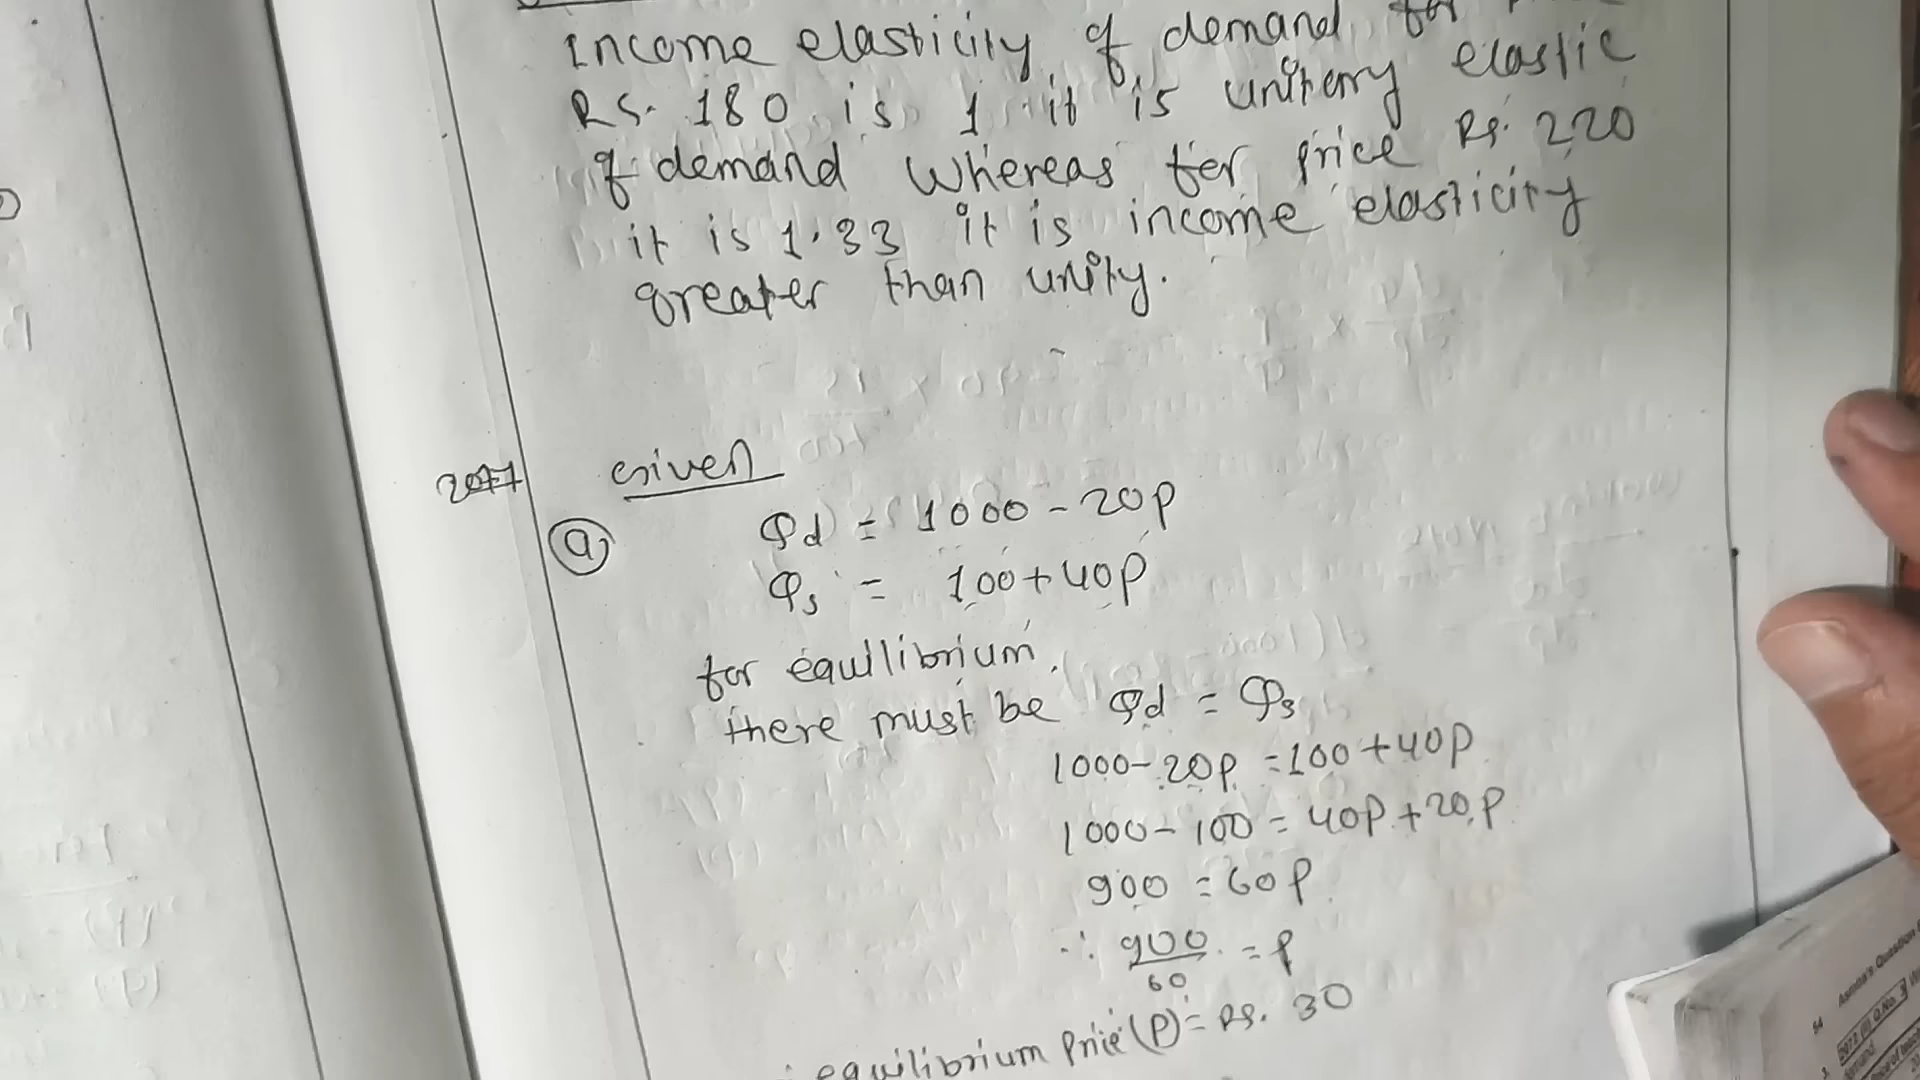 Income elasticity of demand for
Rs. 180 is 1 it is unitery elastic
of demand whereas for price Rs. 220
it is 1.33 it is income elasticity
greater than unity.
2077
Given
a
Qd = 1000 - 20p
Qs = 100 + 40p
for equilibrium,
there must be Qd = Qs
1000 - 20p = 100 + 40p
1000 - 100 = 40p + 20p
900 = 60p
∴ 900/60 = p
equilibrium Price (P) = Rs. 30
54